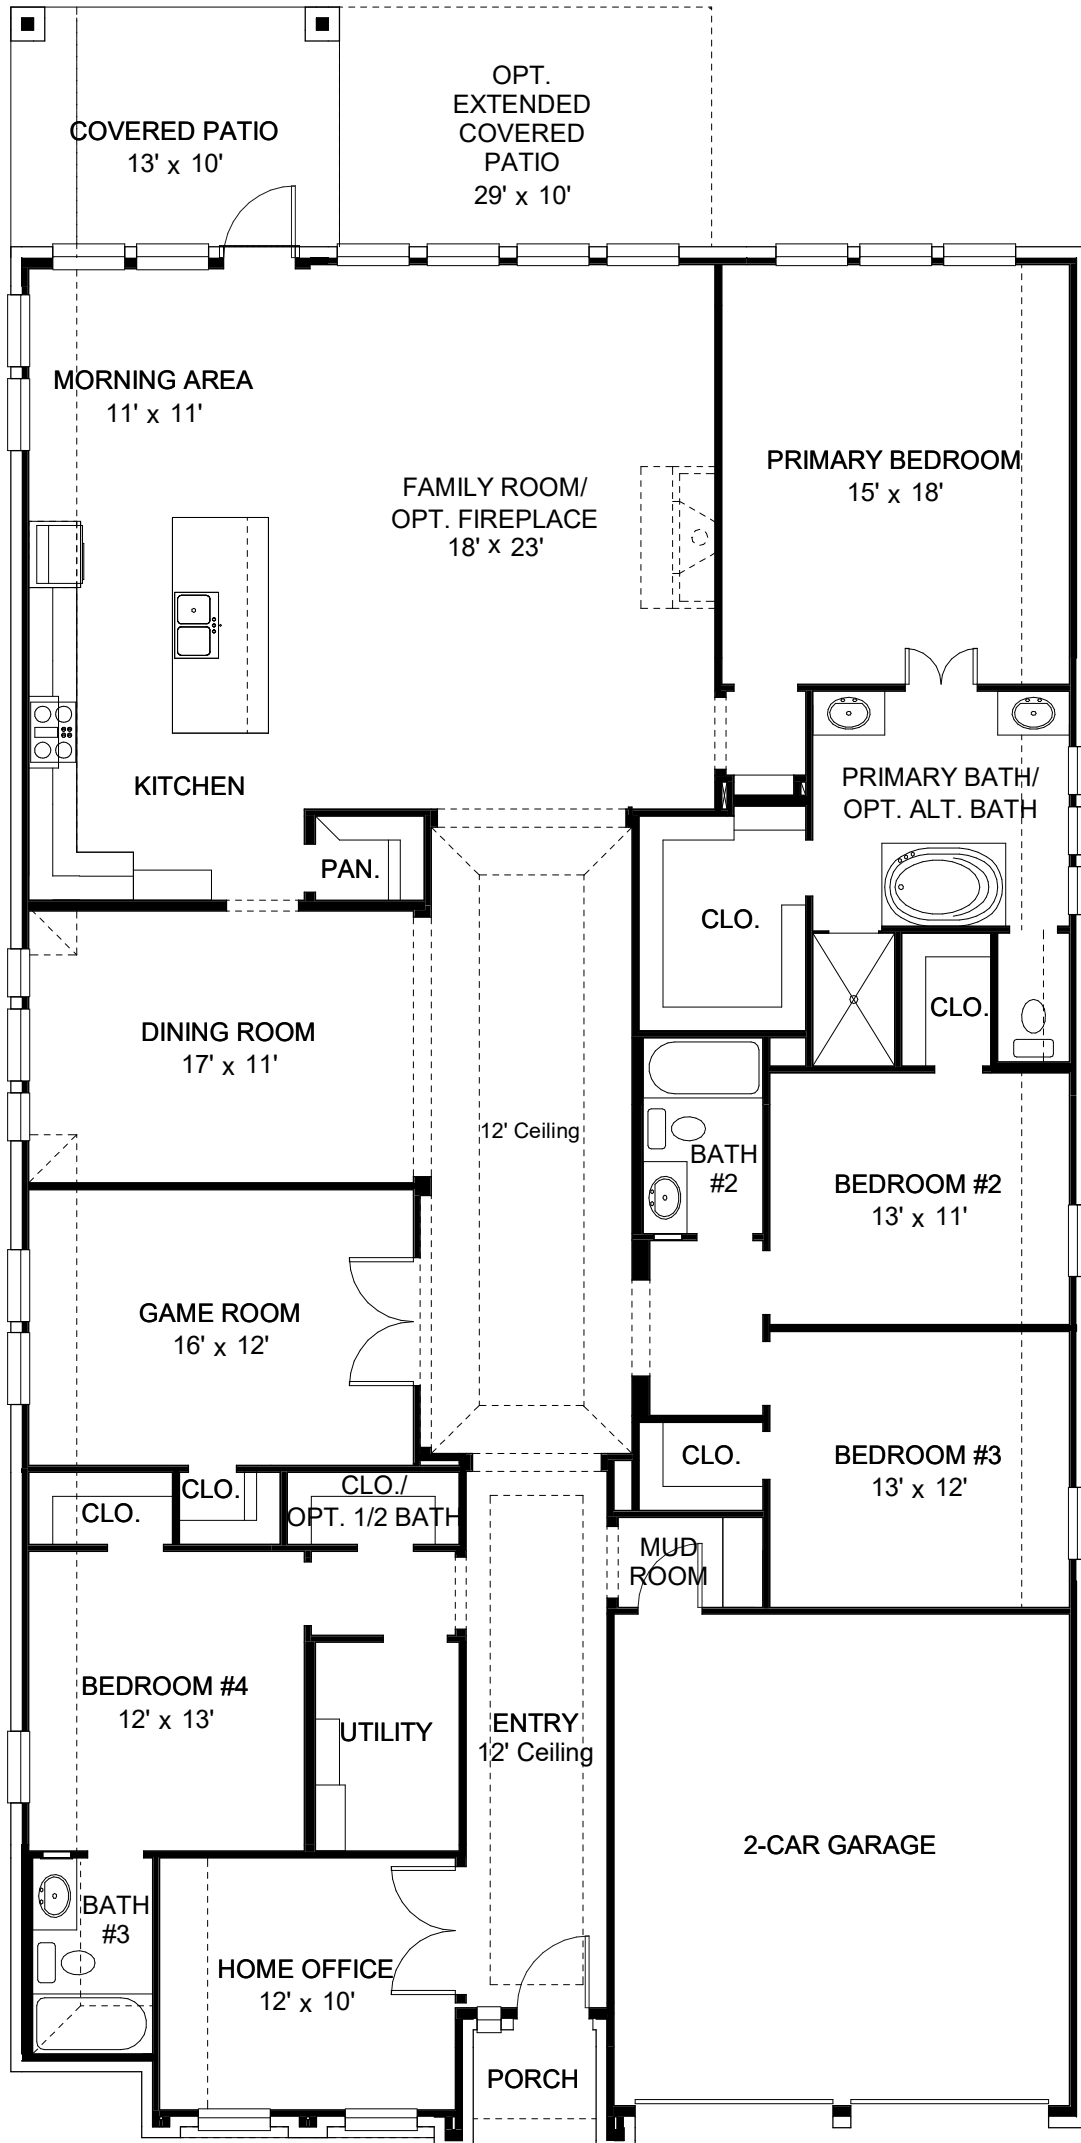 OPT.
EXTENDED
COVERED
PATIO
29' x 10'
COVERED PATIO
13' x 10'
MORNING AREA
11' x 11'
FAMILY ROOM/
OPT. FIREPLACE
18' x 23'
PRIMARY BEDROOM
15' x 18'
KITCHEN
PRIMARY BATH/
OPT. ALT. BATH
PAN.
CLO.
CLO.
DINING ROOM
17' x 11'
12' Ceiling
BATH
#2
BEDROOM #2
13' x 11'
GAME ROOM
16' x 12'
CLO.
BEDROOM #3
13' x 12'
CLO.
CLO.
CLO./
OPT. 1/2 BATH
MUD
ROOM
BEDROOM #4
12' x 13'
UTILITY
ENTRY
12' Ceiling
2-CAR GARAGE
BATH
#3
HOME OFFICE
12' x 10'
PORCH